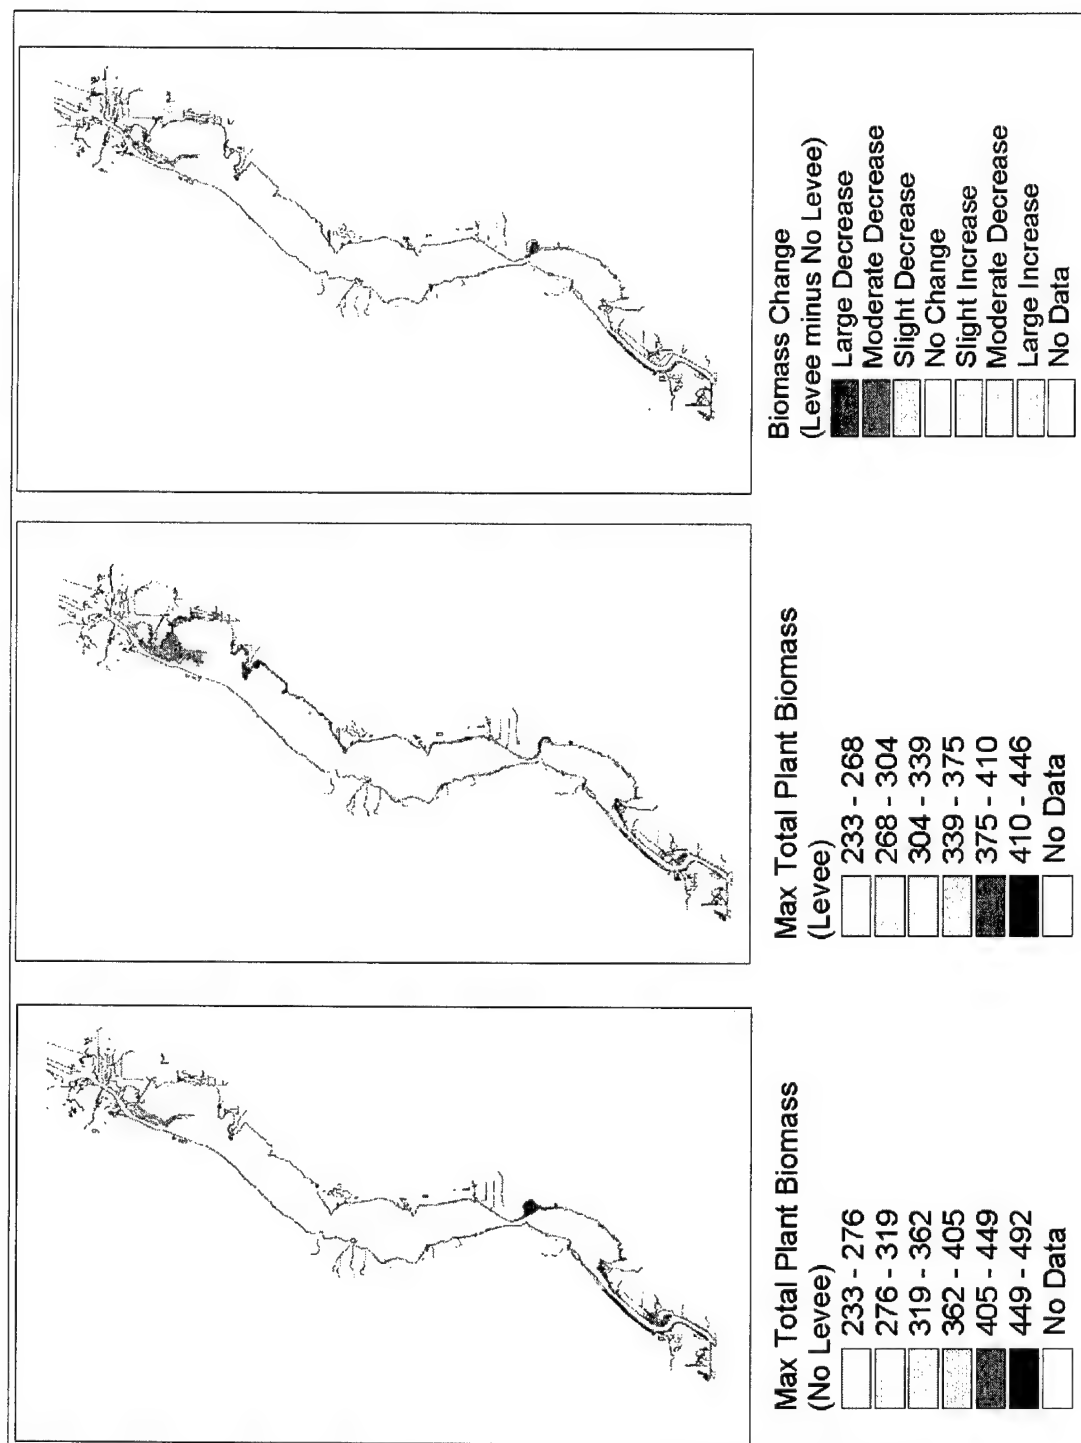 Max Total Plant Biomass
(No Levee)
233 - 276
276 - 319
319 - 362
362 - 405
405 - 449
449 - 492
No Data
Max Total Plant Biomass
(Levee)
233 - 268
268 - 304
304 - 339
339 - 375
375 - 410
410 - 446
No Data
Biomass Change
(Levee minus No Levee)
Large Decrease
Moderate Decrease
Slight Decrease
No Change
Slight Increase
Moderate Decrease
Large Increase
No Data